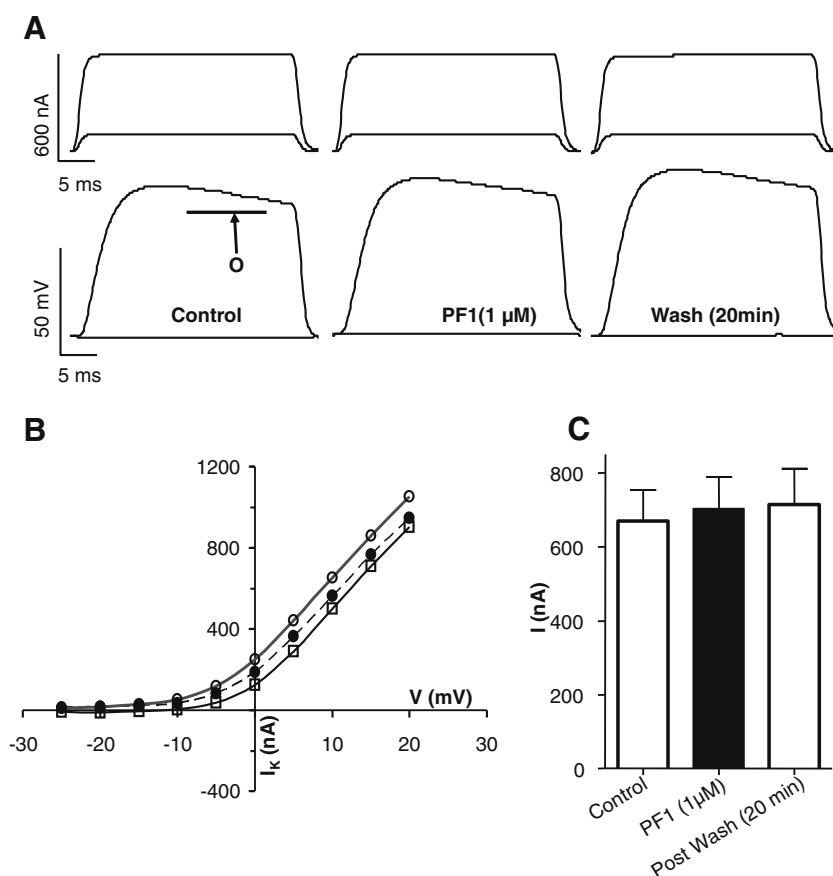 A
600 nA
5 ms
50 mV
5 ms
O
Control
PF1(1 µM)
Wash (20min)
B
1200
800
400
-400
-30
-20
-10
0
10
20
30
V (mV)
I_K (nA)
C
800
600
400
200
0
I (nA)
Control
PF1 (1µM)
Post Wash (20 min)